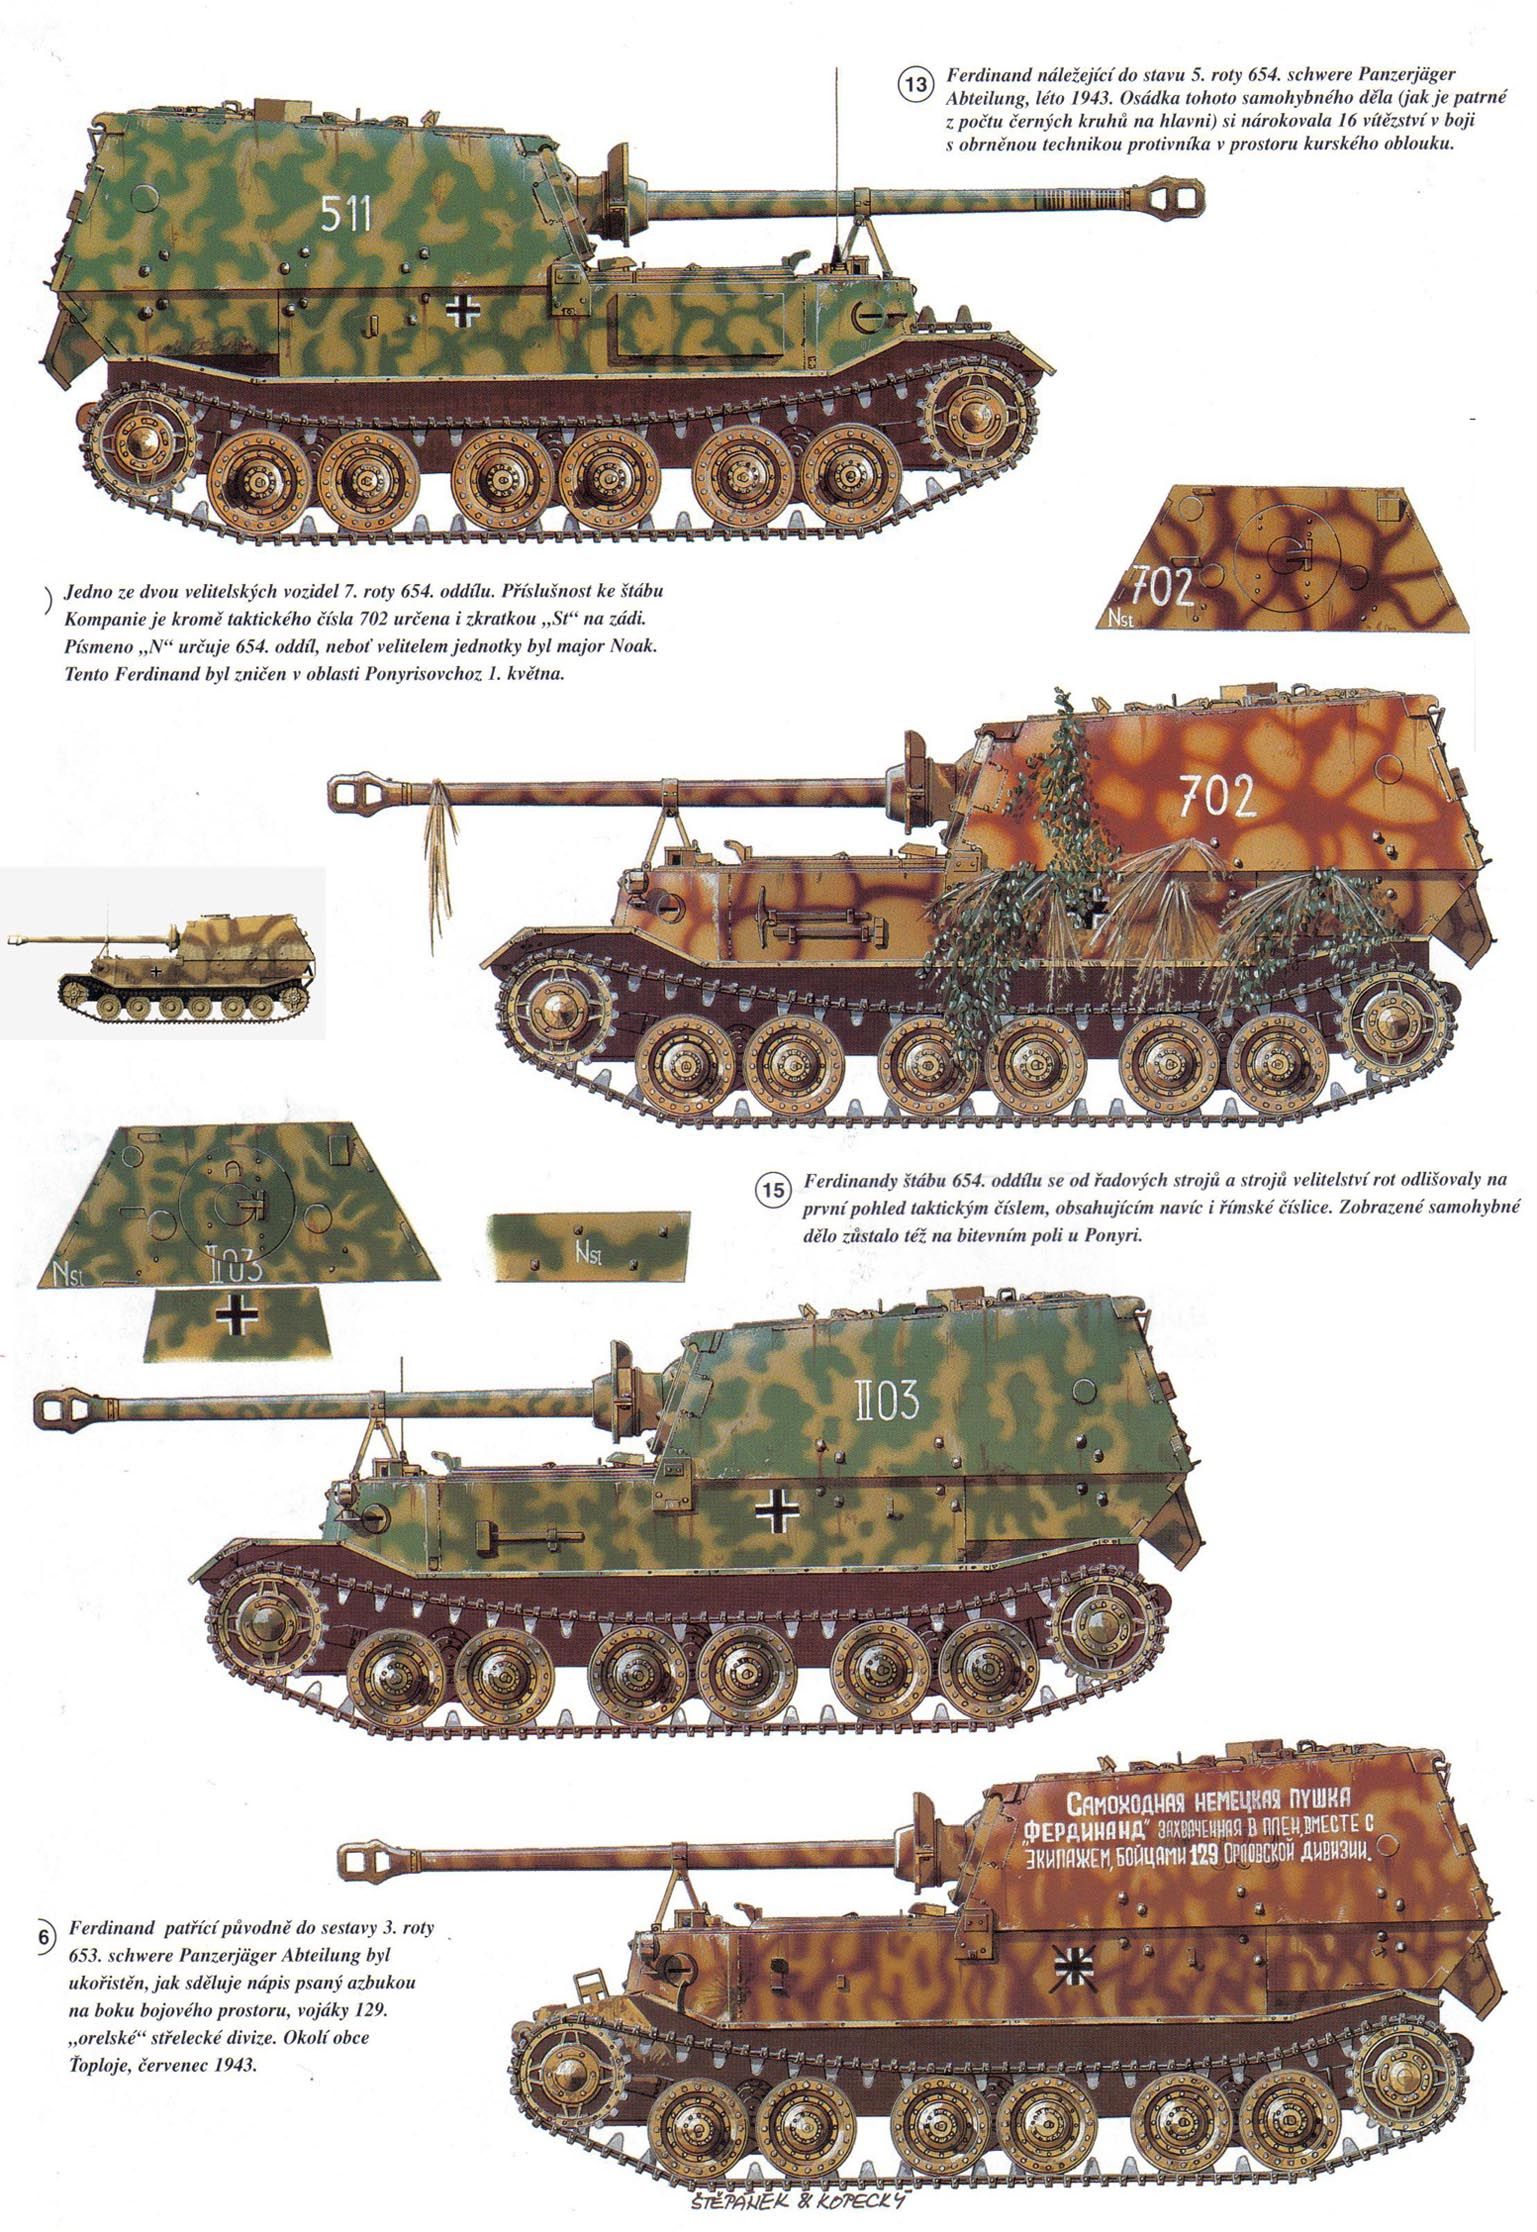 13 Ferdinand náležející do stavu 5. roty 654. schwere Panzerjäger
Abteilung, léto 1943. Osádka tohoto samohybného děla (jak je patrné
z počtu černých kruhů na hlavni) si nárokovala 16 vítězství v boji
s obrněnou technikou protivníka v prostoru kurského oblouku.
511
) Jedno ze dvou velitelských vozidel 7. roty 654. oddílu. Příslušnost ke štábu
Kompanie je kromě taktického čísla 702 určena i zkratkou „St“ na zádi.
Písmeno „N“ určuje 654. oddíl, neboť velitelem jednotky byl major Noak.
Tento Ferdinand byl zničen v oblasti Ponyrisovchoz 1. května.
702
NSt
702
15 Ferdinandy štábu 654. oddílu se od řadových strojů a strojů velitelství rot odlišovaly na
první pohled taktickým číslem, obsahujícím navíc i římské číslice. Zobrazené samohybné
dělo zůstalo též na bitevním poli u Ponyri.
NSt
II03
NSt
II03
6 Ferdinand patřící původně do sestavy 3. roty
653. schwere Panzerjäger Abteilung byl
ukořistěn, jak sděluje nápis psaný azbukou
na boku bojového prostoru, vojáky 129.
„orelské“ střelecké divize. Okolí obce
Ťoploje, červenec 1943.
САМОХОДНАЯ НЕМЕЦКАЯ ПУШКА
"ФЕРДИНАНД" ЗАХВАЧЕННАЯ В ПЛЕН ВМЕСТЕ С
ЭКИПАЖЕМ, БОЙЦАМИ 129 ОРЛОВСКОЙ ДИВИЗИИ.
ŠTĚPÁNEK & KOPECKÝ